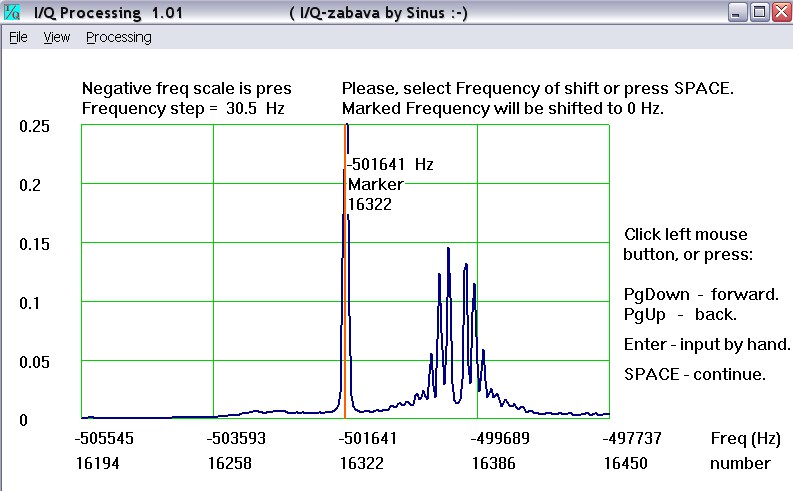 I/Q Processing 1.01 ( I/Q-zabava by Sinus :-)
File View Processing
Negative freq scale is pres Please, select Frequency of shift or press SPACE.
Frequency step = 30.5 Hz Marked Frequency will be shifted to 0 Hz.
0.25
-501641 Hz
0.2
Marker
16322
Click left mouse
0.15
button, or press:
PgDown - forward.
0.1
PgUp - back.
Enter - input by hand.
0.05
SPACE - continue.
0
-505545 -503593 -501641 -499689 -497737 Freq (Hz)
16194 16258 16322 16386 16450 number